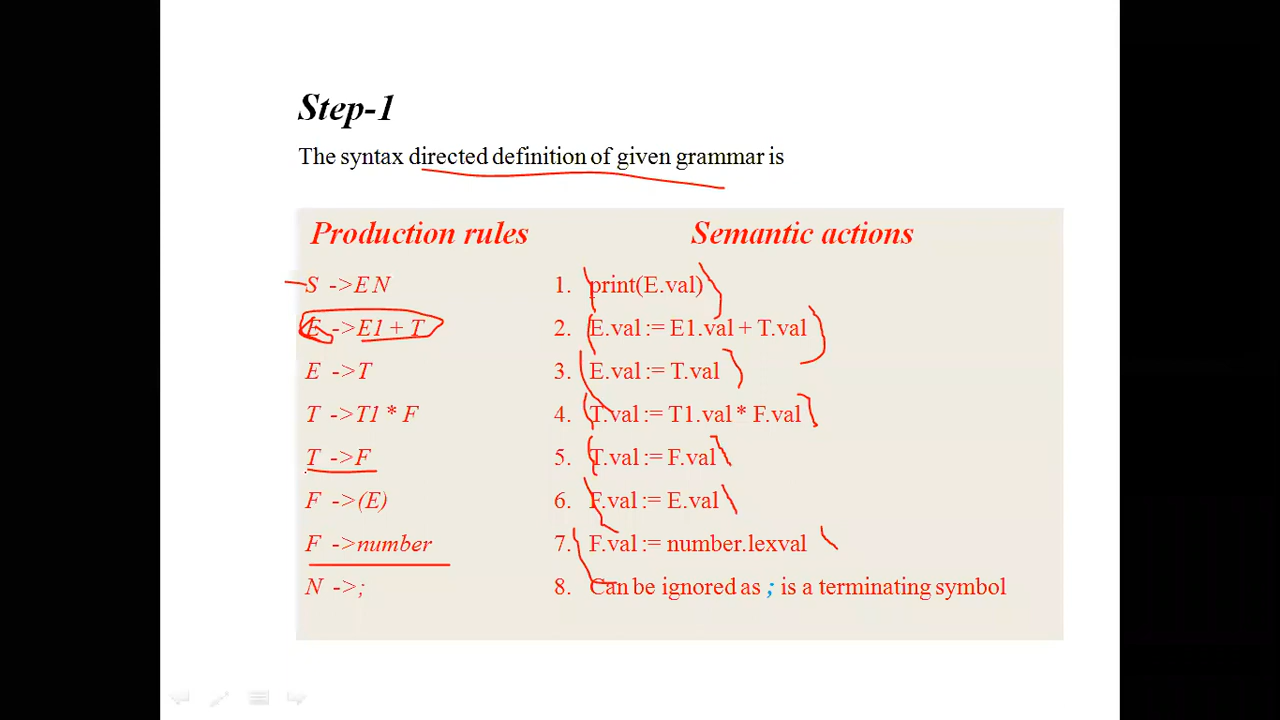 Step-1
The syntax directed definition of given grammar is
Production rules Semantic actions
S ->E N 1. print(E.val)
E ->E1 + T 2. E.val := E1.val + T.val
E ->T 3. E.val := T.val
T ->T1 * F 4. T.val := T1.val * F.val
T ->F 5. T.val := F.val
F ->(E) 6. F.val := E.val
F ->number 7. F.val := number.lexval
N ->; 8. Can be ignored as ; is a terminating symbol